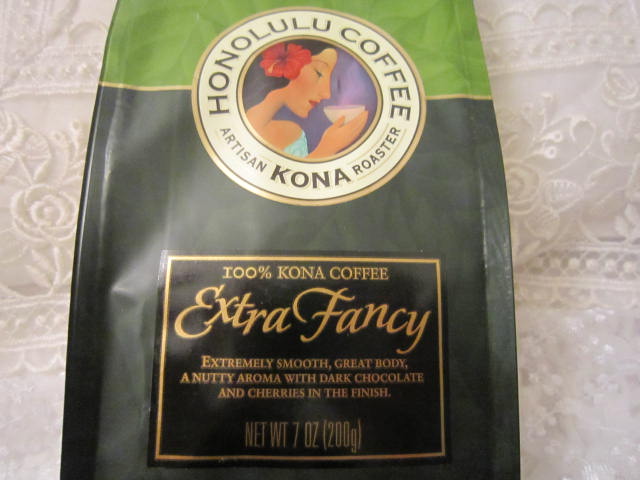 HONOLULU COFFEE
ARTISAN KONA ROASTER
100% KONA COFFEE
Extra Fancy
EXTREMELY SMOOTH, GREAT BODY,
A NUTTY AROMA WITH DARK CHOCOLATE
AND CHERRIES IN THE FINISH.
NET WT 7 OZ (200g)